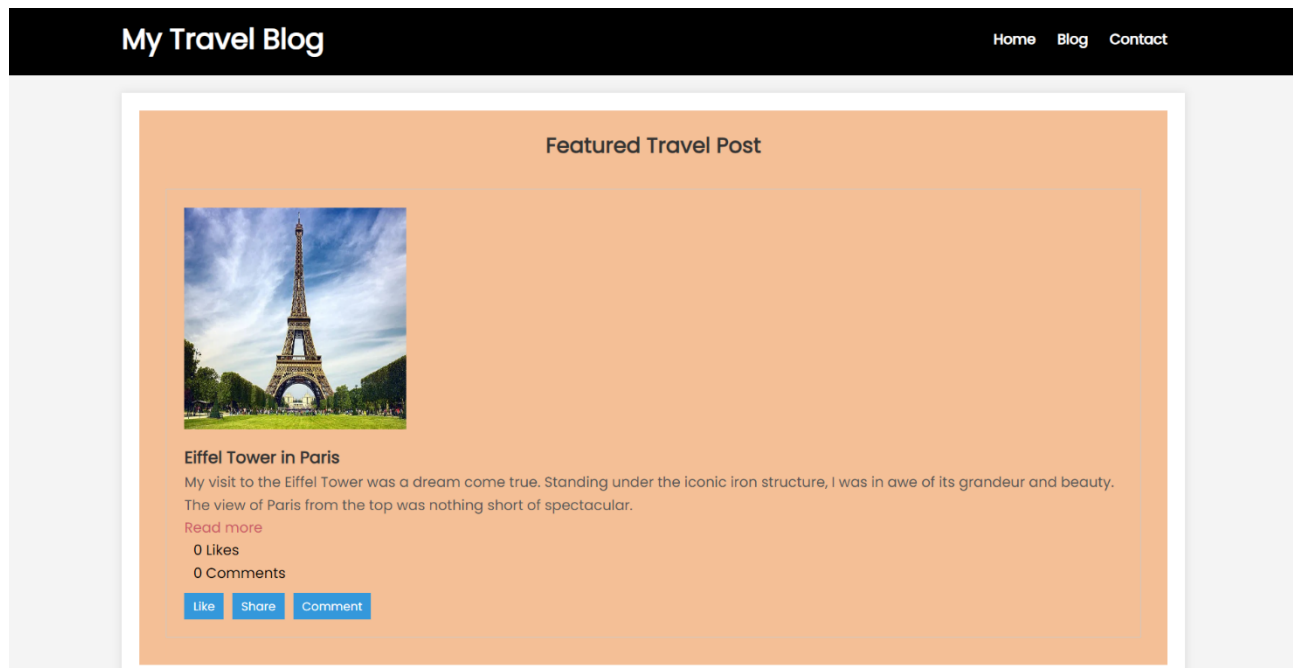 My Travel Blog
Home Blog Contact
Featured Travel Post
Eiffel Tower in Paris
My visit to the Eiffel Tower was a dream come true. Standing under the iconic iron structure, I was in awe of its grandeur and beauty.
The view of Paris from the top was nothing short of spectacular.
Read more
0 Likes
0 Comments
Like Share Comment